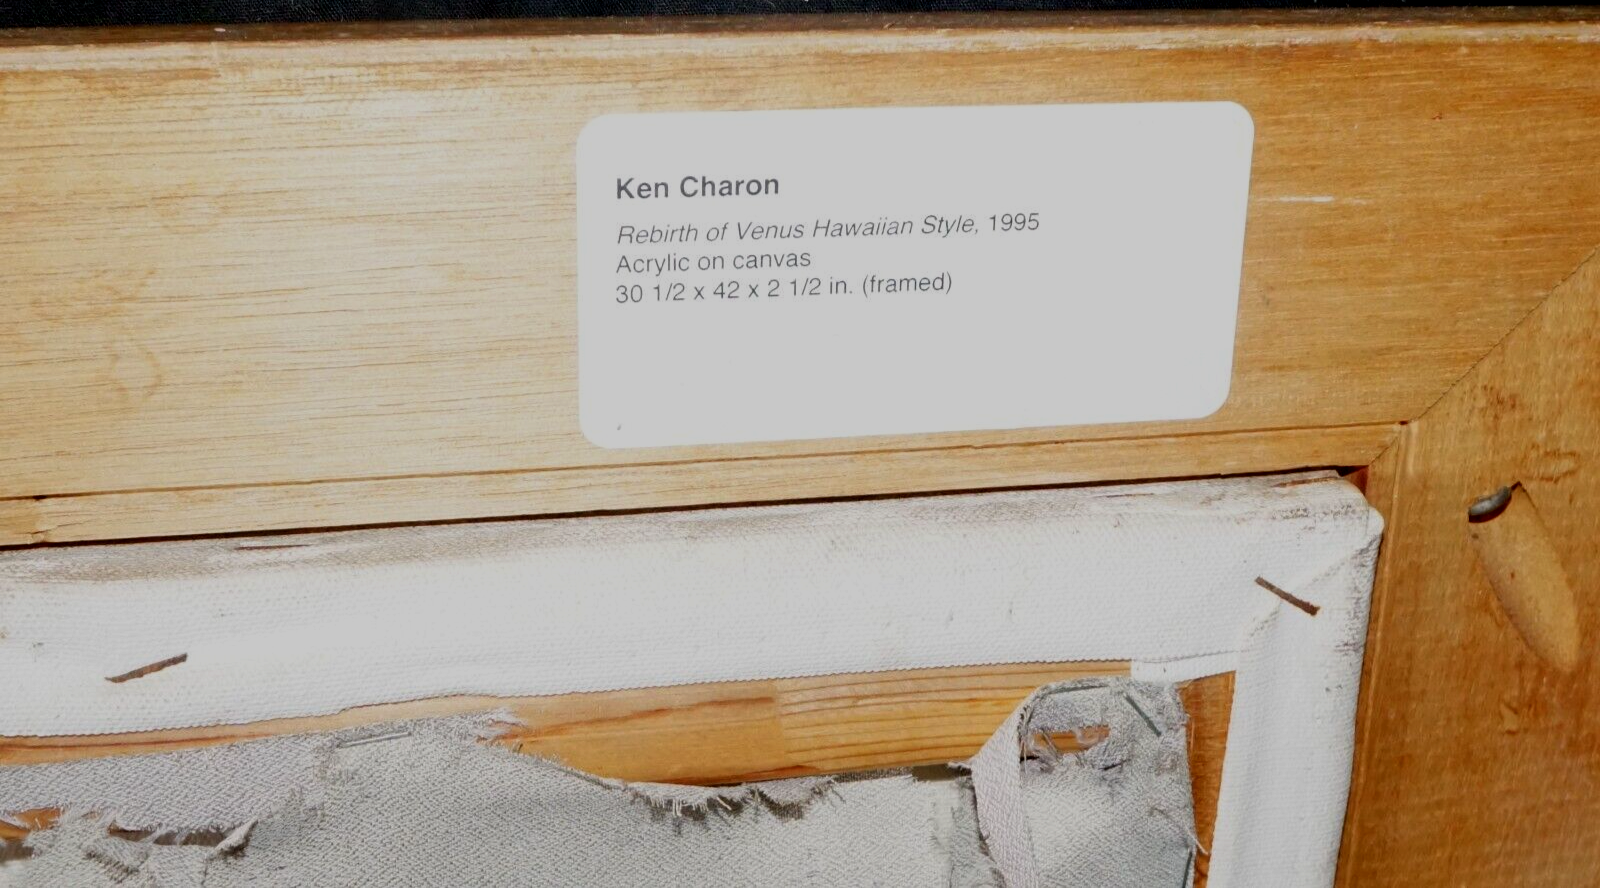 Ken Charon
Rebirth of Venus Hawaiian Style, 1995
Acrylic on canvas
30 1/2 x 42 x 2 1/2 in. (framed)